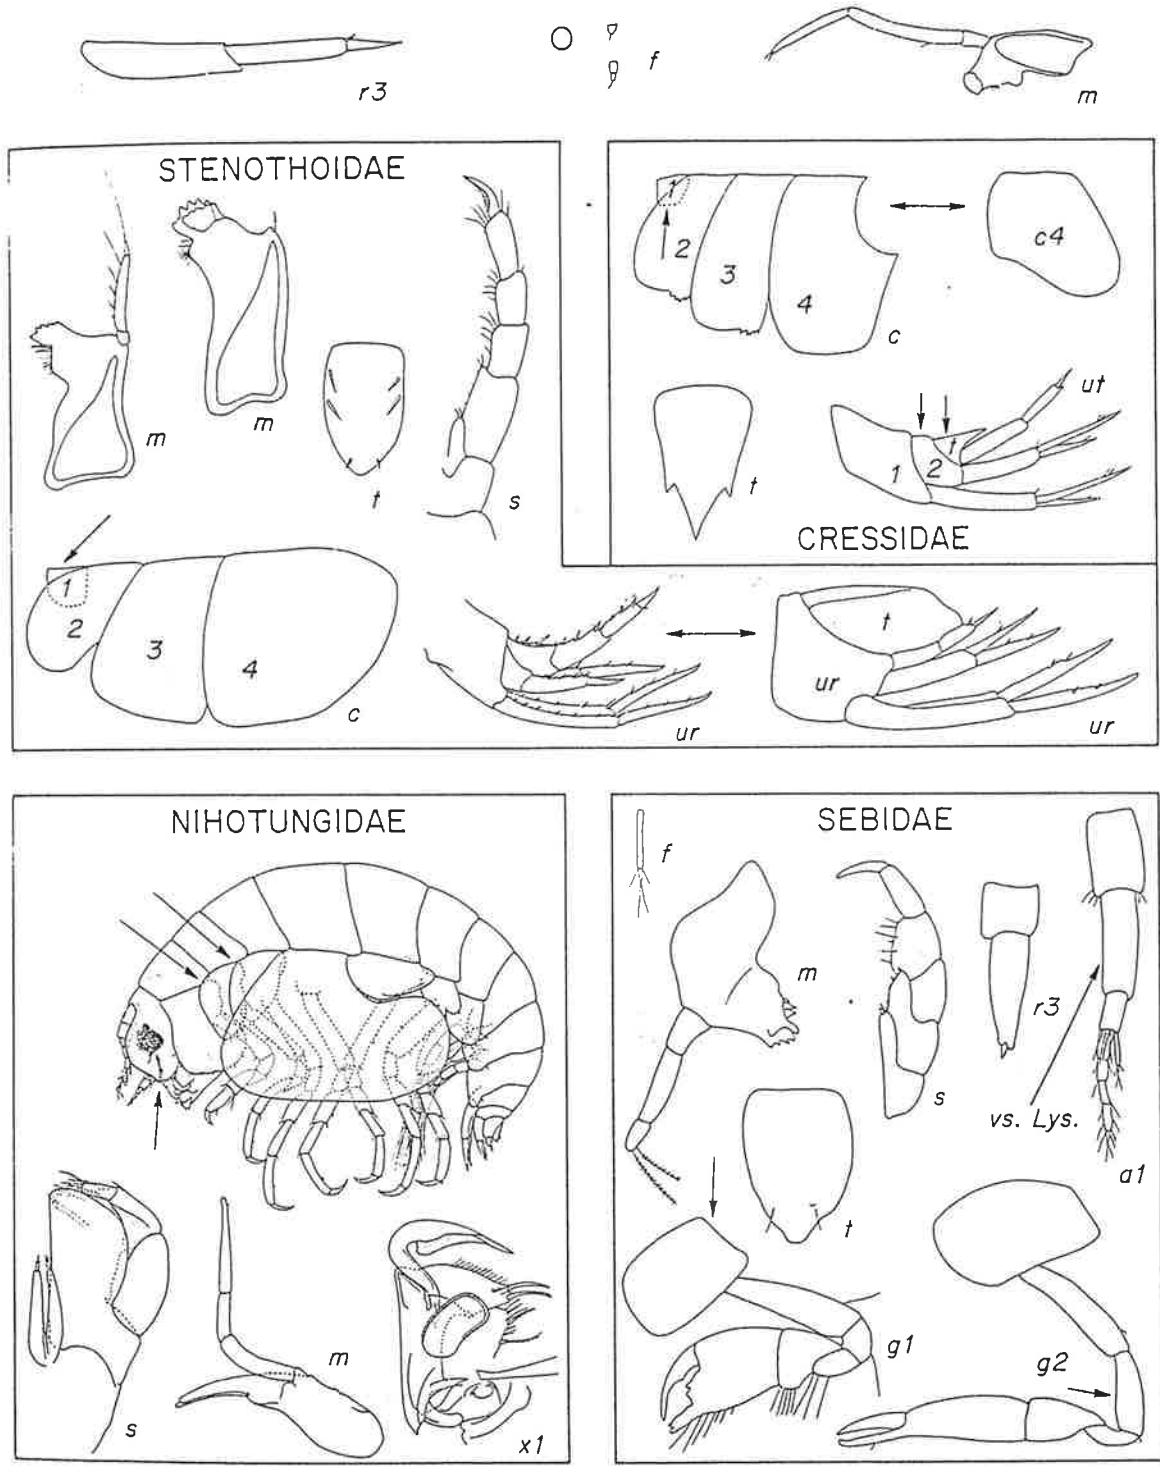 r3
f
m
STENOTHOIDAE
m
m
t
s
1
2
3
4
c
ur
t
ur
ur
1
2
3
4
c
c4
t
1
2
t
ut
CRESSIDAE
NIHOTUNGIDAE
s
m
x1
SEBIDAE
f
m
s
r3
vs. Lys.
a1
t
g1
g2